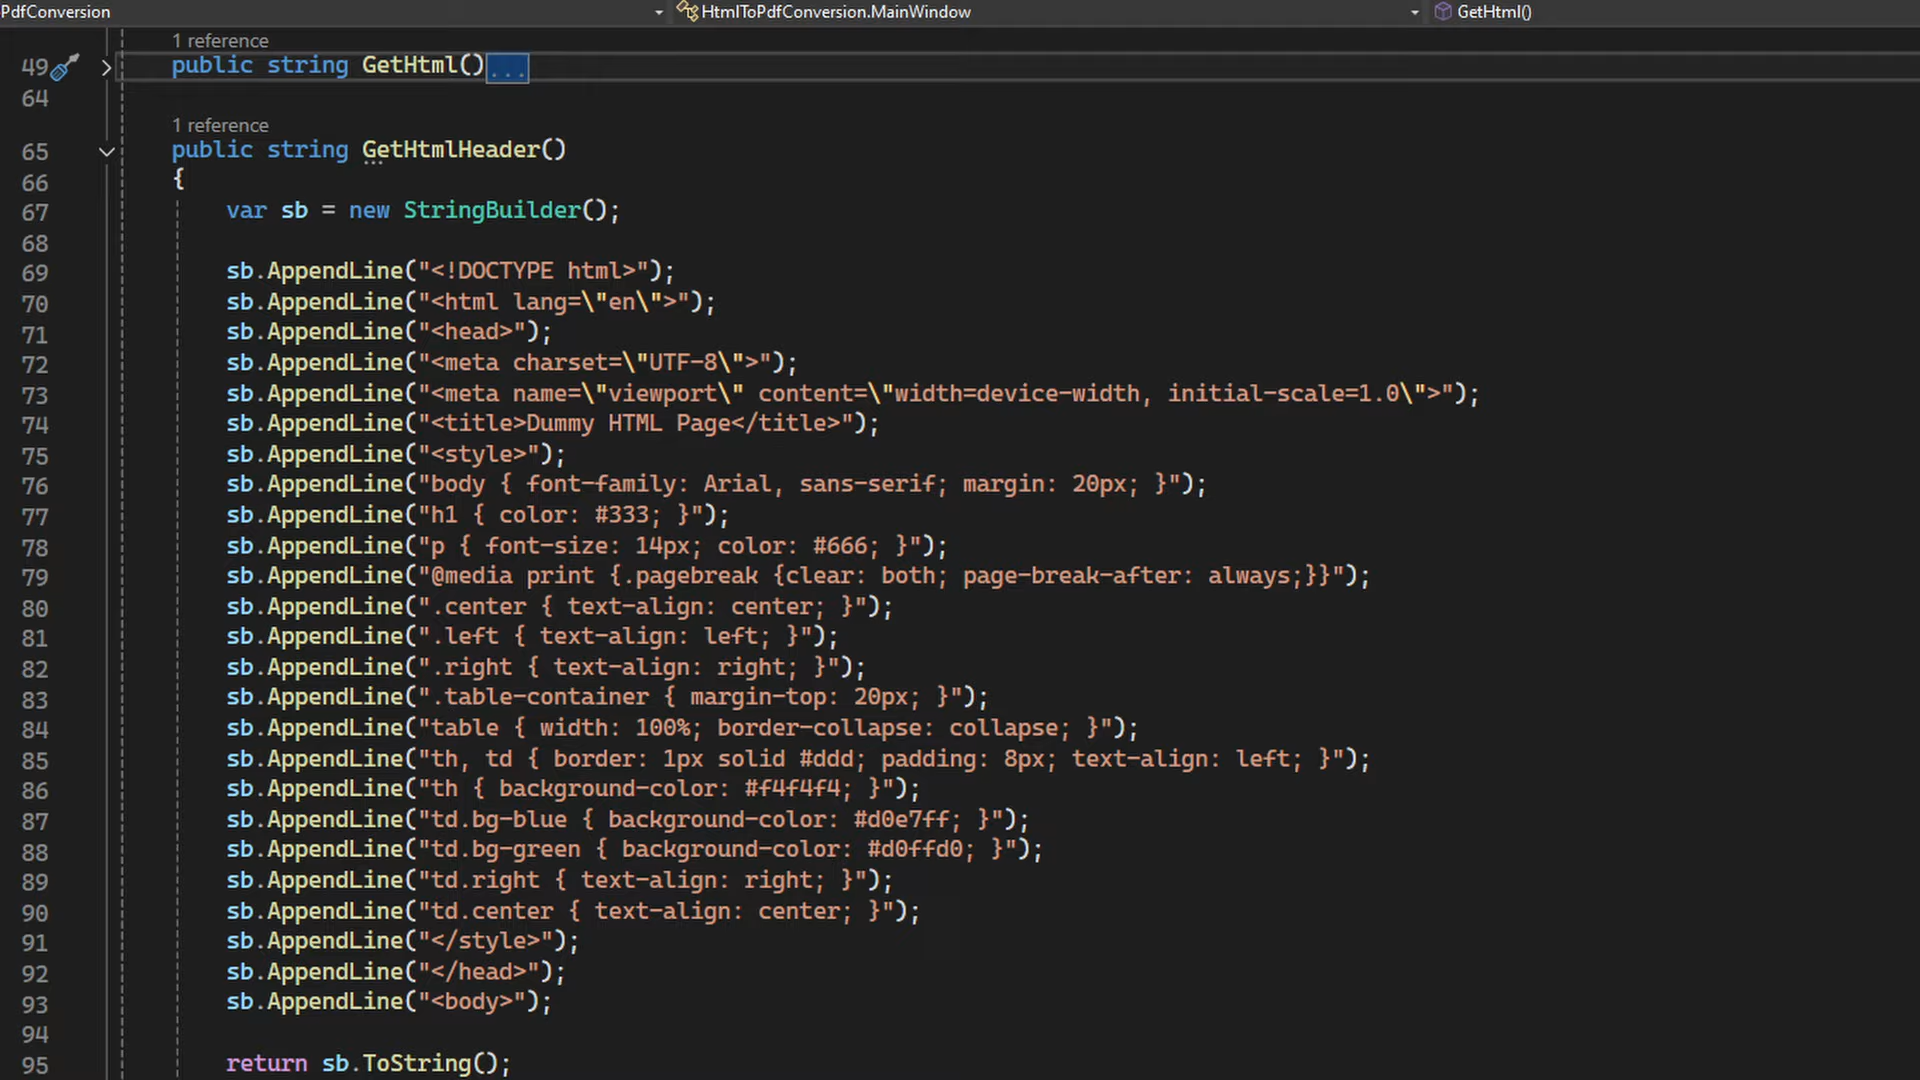 PdfConversion HtmlToPdfConversion.MainWindow GetHtml()
1 reference
49 public string GetHtml()...
64
1 reference
65 public string GetHtmlHeader()
66 {
67 var sb = new StringBuilder();
68
69 sb.AppendLine("<!DOCTYPE html>");
70 sb.AppendLine("<html lang=\"en\">");
71 sb.AppendLine("<head>");
72 sb.AppendLine("<meta charset=\"UTF-8\">");
73 sb.AppendLine("<meta name=\"viewport\" content=\"width=device-width, initial-scale=1.0\">");
74 sb.AppendLine("<title>Dummy HTML Page</title>");
75 sb.AppendLine("<style>");
76 sb.AppendLine("body { font-family: Arial, sans-serif; margin: 20px; }");
77 sb.AppendLine("h1 { color: #333; }");
78 sb.AppendLine("p { font-size: 14px; color: #666; }");
79 sb.AppendLine("@media print {.pagebreak {clear: both; page-break-after: always;}}");
80 sb.AppendLine(".center { text-align: center; }");
81 sb.AppendLine(".left { text-align: left; }");
82 sb.AppendLine(".right { text-align: right; }");
83 sb.AppendLine(".table-container { margin-top: 20px; }");
84 sb.AppendLine("table { width: 100%; border-collapse: collapse; }");
85 sb.AppendLine("th, td { border: 1px solid #ddd; padding: 8px; text-align: left; }");
86 sb.AppendLine("th { background-color: #f4f4f4; }");
87 sb.AppendLine("td.bg-blue { background-color: #d0e7ff; }");
88 sb.AppendLine("td.bg-green { background-color: #d0ffd0; }");
89 sb.AppendLine("td.right { text-align: right; }");
90 sb.AppendLine("td.center { text-align: center; }");
91 sb.AppendLine("</style>");
92 sb.AppendLine("</head>");
93 sb.AppendLine("<body>");
94
95 return sb.ToString();